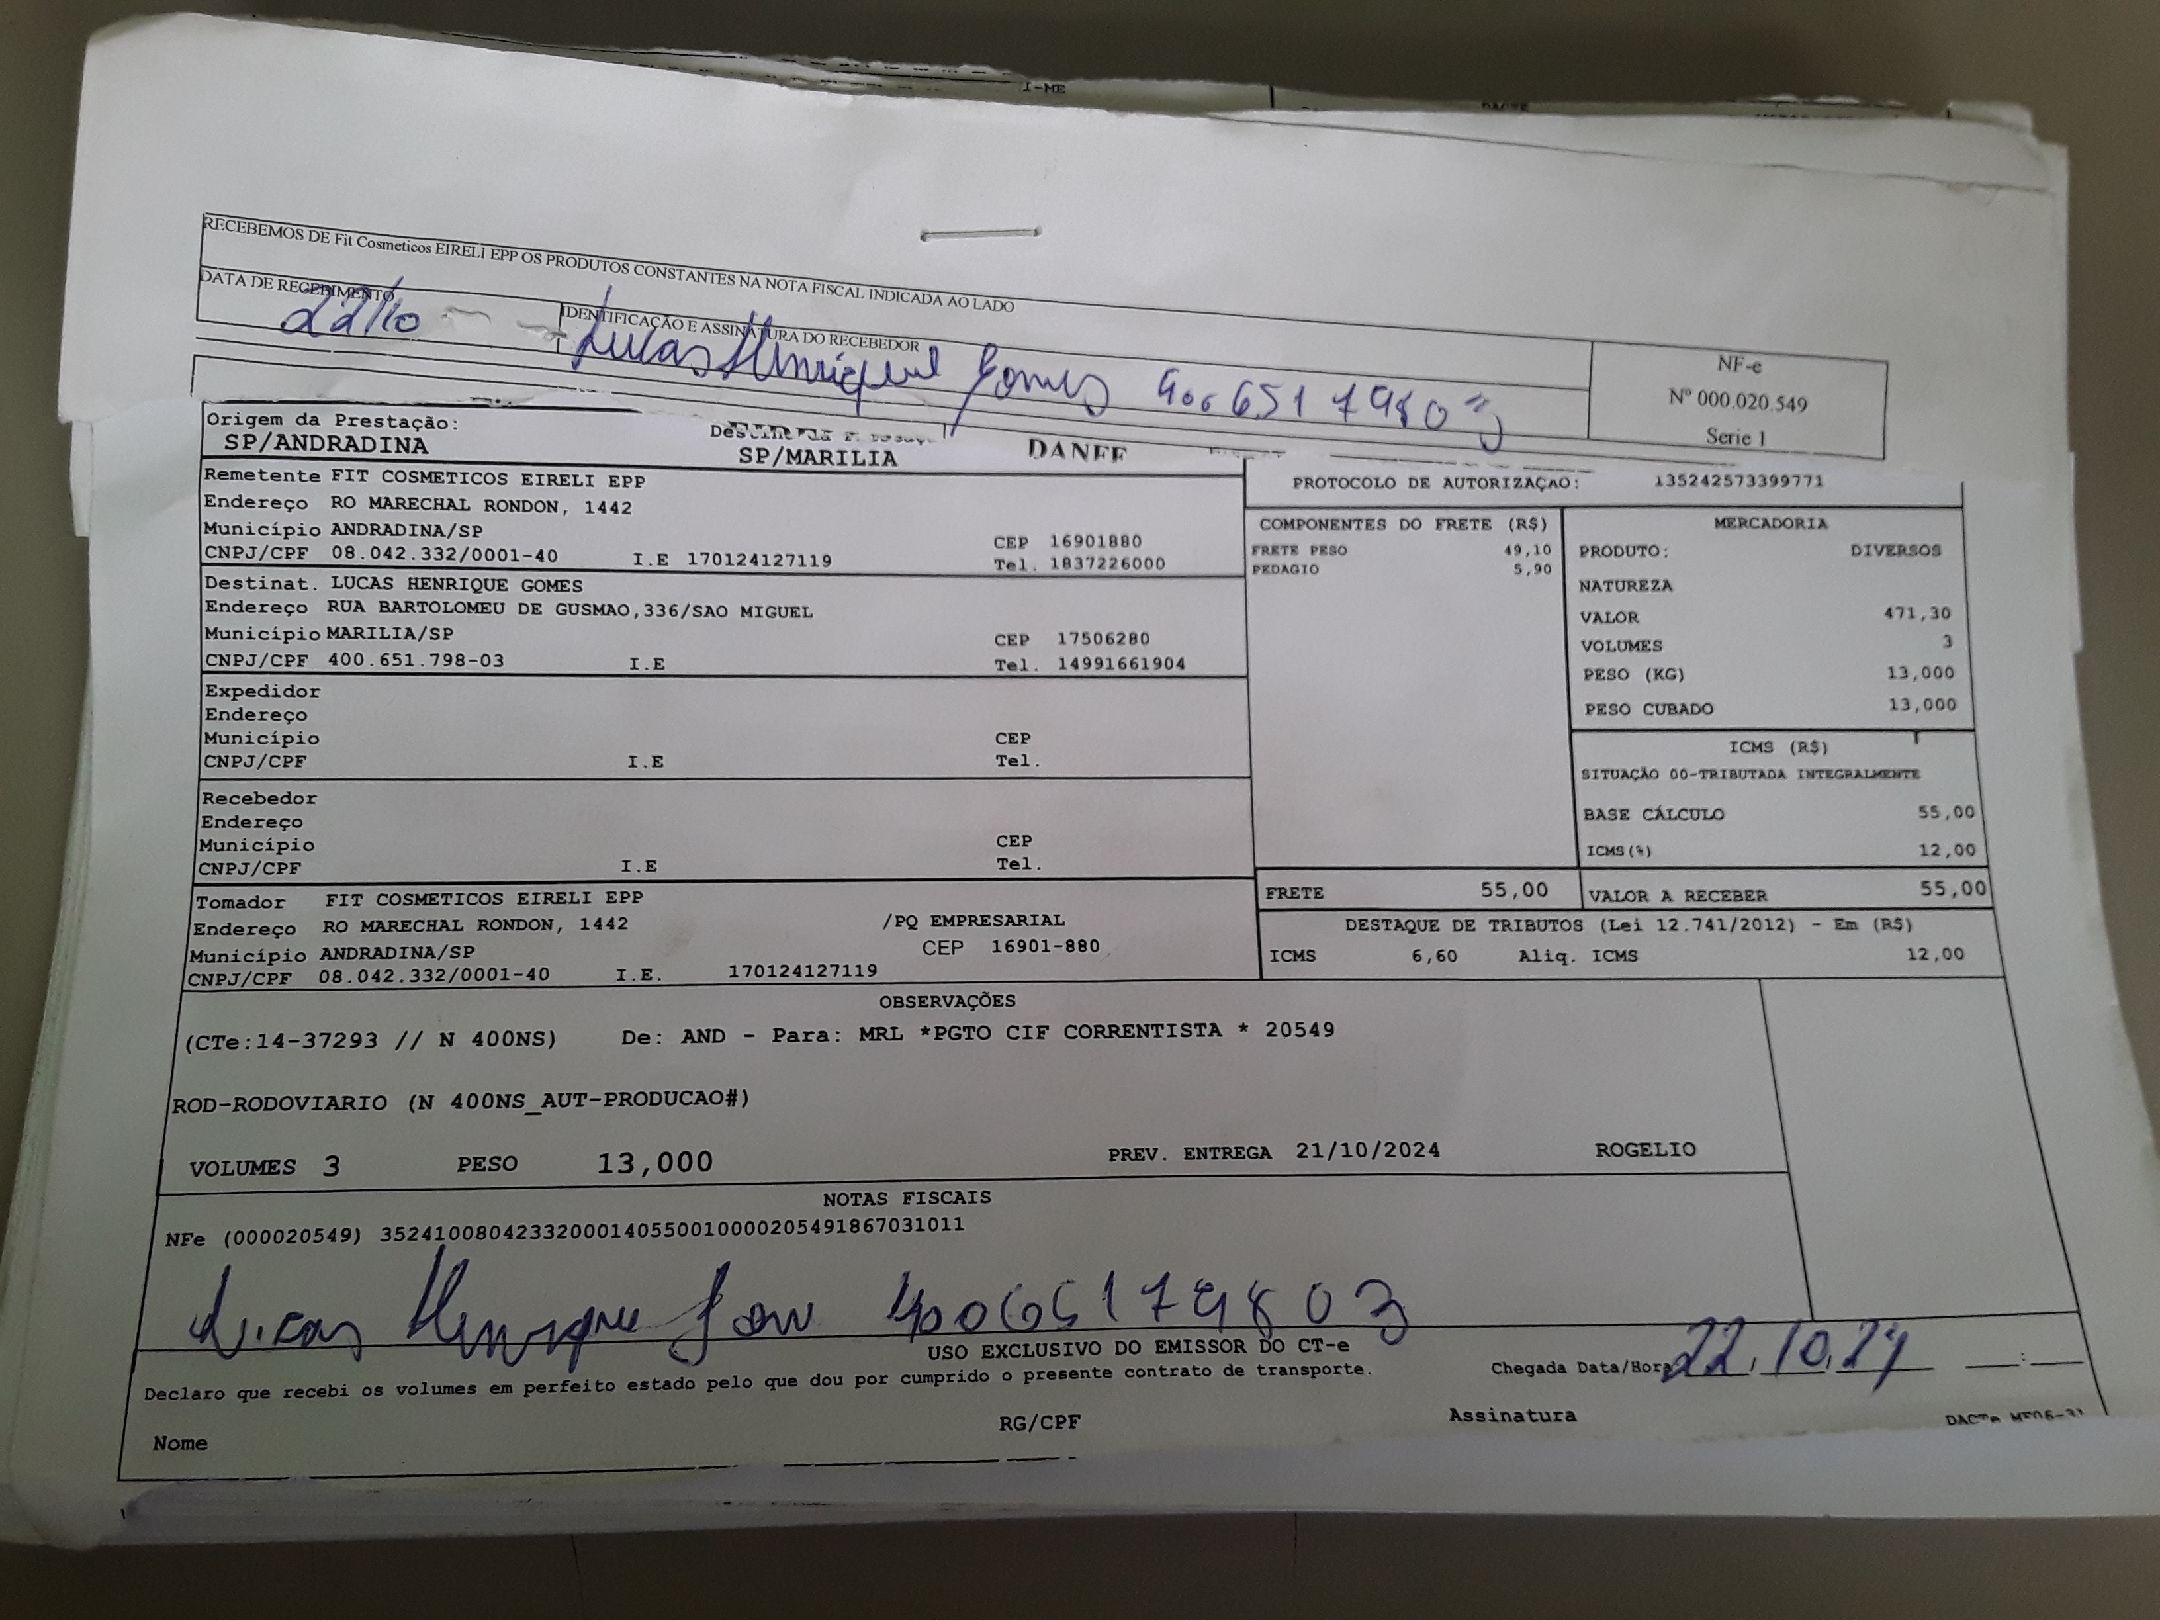 I-ME
DACTE
RECEBEMOS DE Fit Cosmeticos EIRELI EPP OS PRODUTOS CONSTANTES NA NOTA FISCAL INDICADA AO LADO
DATA DE RECEBIMENTO
22/10
IDENTIFICAÇÃO E ASSINATURA DO RECEBEDOR
Lucas Henrique Gomes
NF-e
Nº 000.020.549
Serie 1
Origem da Prestação:
SP/ANDRADINA
SP/MARILIA
DANFE
Remetente FIT COSMETICOS EIRELI EPP
Endereço RO MARECHAL RONDON, 1442
Município ANDRADINA/SP CEP 16901880
CNPJ/CPF 08.042.332/0001-40 I.E 170124127119 Tel. 1837226000
Destinat. LUCAS HENRIQUE GOMES
Endereço RUA BARTOLOMEU DE GUSMAO,336/SAO MIGUEL
Município MARILIA/SP CEP 17506280
CNPJ/CPF 400.651.798-03 I.E Tel. 14991661904
Expedidor
Endereço
Município CEP
CNPJ/CPF I.E Tel.
Recebedor
Endereço
Município CEP
CNPJ/CPF I.E Tel.
Tomador FIT COSMETICOS EIRELI EPP
Endereço RO MARECHAL RONDON, 1442 /PQ EMPRESARIAL
Município ANDRADINA/SP CEP 16901-880
CNPJ/CPF 08.042.332/0001-40 I.E. 170124127119
PROTOCOLO DE AUTORIZAÇÃO: 135242573399771
COMPONENTES DO FRETE (R$)
FRETE PESO 49,10
PEDAGIO 5,90
MERCADORIA
PRODUTO: DIVERSOS
NATUREZA
VALOR 471,30
VOLUMES 3
PESO (KG) 13,000
PESO CUBADO 13,000
ICMS (R$)
SITUAÇÃO 00-TRIBUTADA INTEGRALMENTE
BASE CÁLCULO 55,00
ICMS(%) 12,00
FRETE 55,00
VALOR A RECEBER 55,00
DESTAQUE DE TRIBUTOS (Lei 12.741/2012) - Em (R$)
ICMS 6,60 Aliq. ICMS 12,00
OBSERVAÇÕES
(CTe:14-37293 // N 400NS) De: AND - Para: MRL *PGTO CIF CORRENTISTA * 20549
ROD-RODOVIARIO (N 400NS_AUT-PRODUCAO#)
VOLUMES 3 PESO 13,000 PREV. ENTREGA 21/10/2024 ROGELIO
NOTAS FISCAIS
NFe (000020549) 35241008042332000140550010000205491867031011
Lucas Henrique Gom 40065179803
USO EXCLUSIVO DO EMISSOR DO CT-e
Declaro que recebi os volumes em perfeito estado pelo que dou por cumprido o presente contrato de transporte.
Chegada Data/Hora 22.10.24 __:__
Nome RG/CPF Assinatura